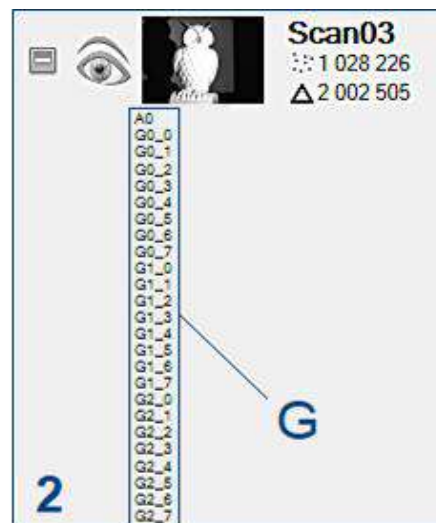 Scan03
1 028 226
2 002 505
A0
G0_0
G0_1
G0_2
G0_3
G0_4
G0_5
G0_6
G0_7
G1_0
G1_1
G1_2
G1_3
G1_4
G1_5
G1_6
G1_7
G2_0
G2_1
G2_2
G2_3
G2_4
G2_5
G2_6
G2_7
G
2